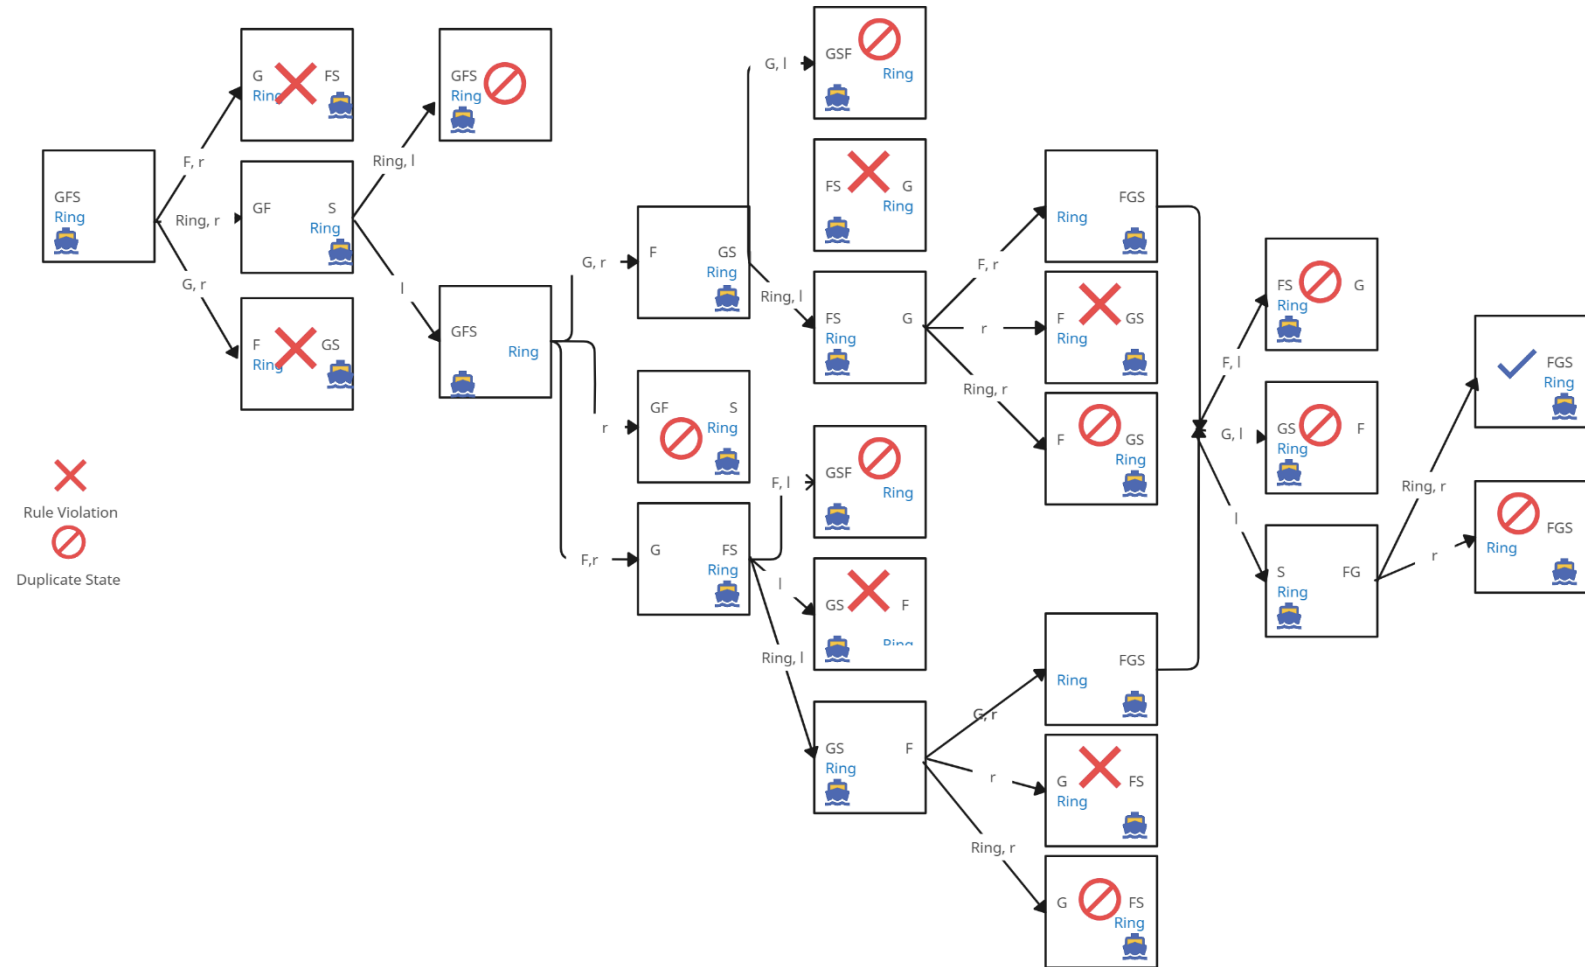 GFS
Ring
F, r
Ring, r
G, r
G FS
Ring
GF S
Ring
F GS
Ring
Ring, l
l
GFS
Ring
GFS
Ring
G, r
r
F,r
F GS
Ring
GF S
Ring
G FS
Ring
G, l
Ring, l
F, l
l
Ring, l
GSF
Ring
FS G
Ring
FS G
Ring
GSF
Ring
GS F
Ring
GS F
Ring
F, r
r
Ring, r
G, r
r
Ring, r
FGS
Ring
F GS
Ring
F GS
Ring
FGS
Ring
G FS
Ring
G FS
Ring
F, l
G, l
l
FS G
Ring
GS F
Ring
S FG
Ring
Ring, r
r
FGS
Ring
FGS
Ring
Rule Violation
Duplicate State